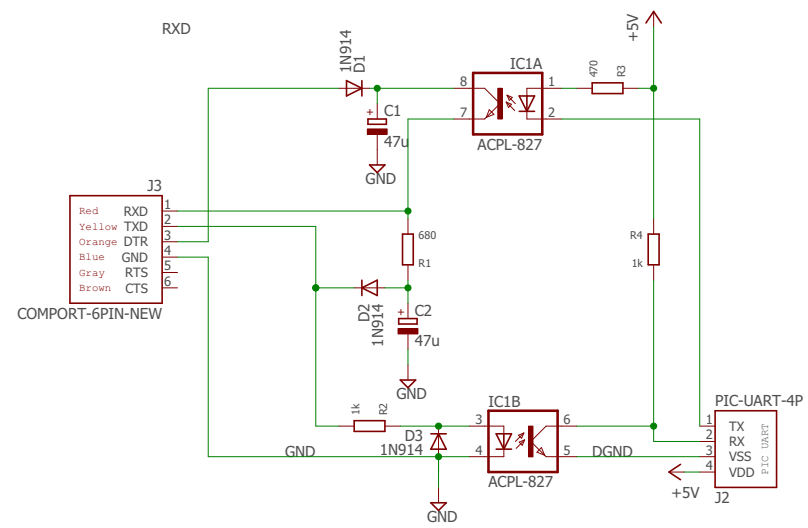 RXD
+5V
1N914
D1
IC1A
470
R3
8
1
7
2
+
C1
47u
ACPL-827
GND
J3
Red RXD 1
Yellow TXD 2
Orange DTR 3
Blue GND 4
Gray RTS 5
Brown CTS 6
COMPORT-6PIN-NEW
680
R1
R4
1k
D2
1N914
+
C2
47u
GND
1k
R2
IC1B
3
6
4
5
D3
1N914
GND
DGND
ACPL-827
GND
PIC-UART-4P
1 TX
2 RX
3 VSS
4 VDD
PIC UART
+5V
J2